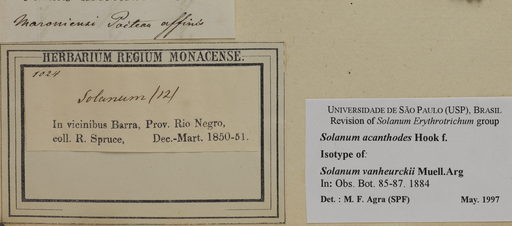 Maroniensi Poiteau affinis
HERBARIUM REGIUM MONACENSE.
1024
Solanum (12)
In vicinibus Barra, Prov. Rio Negro,
coll. R. Spruce, Dec.-Mart. 1850-51.
UNIVERSIDADE DE SÃO PAULO (USP), BRASIL
Revision of Solanum Erythrotrichum group
Solanum acanthodes Hook f.
Isotype of:
Solanum vanheurckii Muell.Arg
In: Obs. Bot. 85-87. 1884
Det. : M. F. Agra (SPF) May. 1997